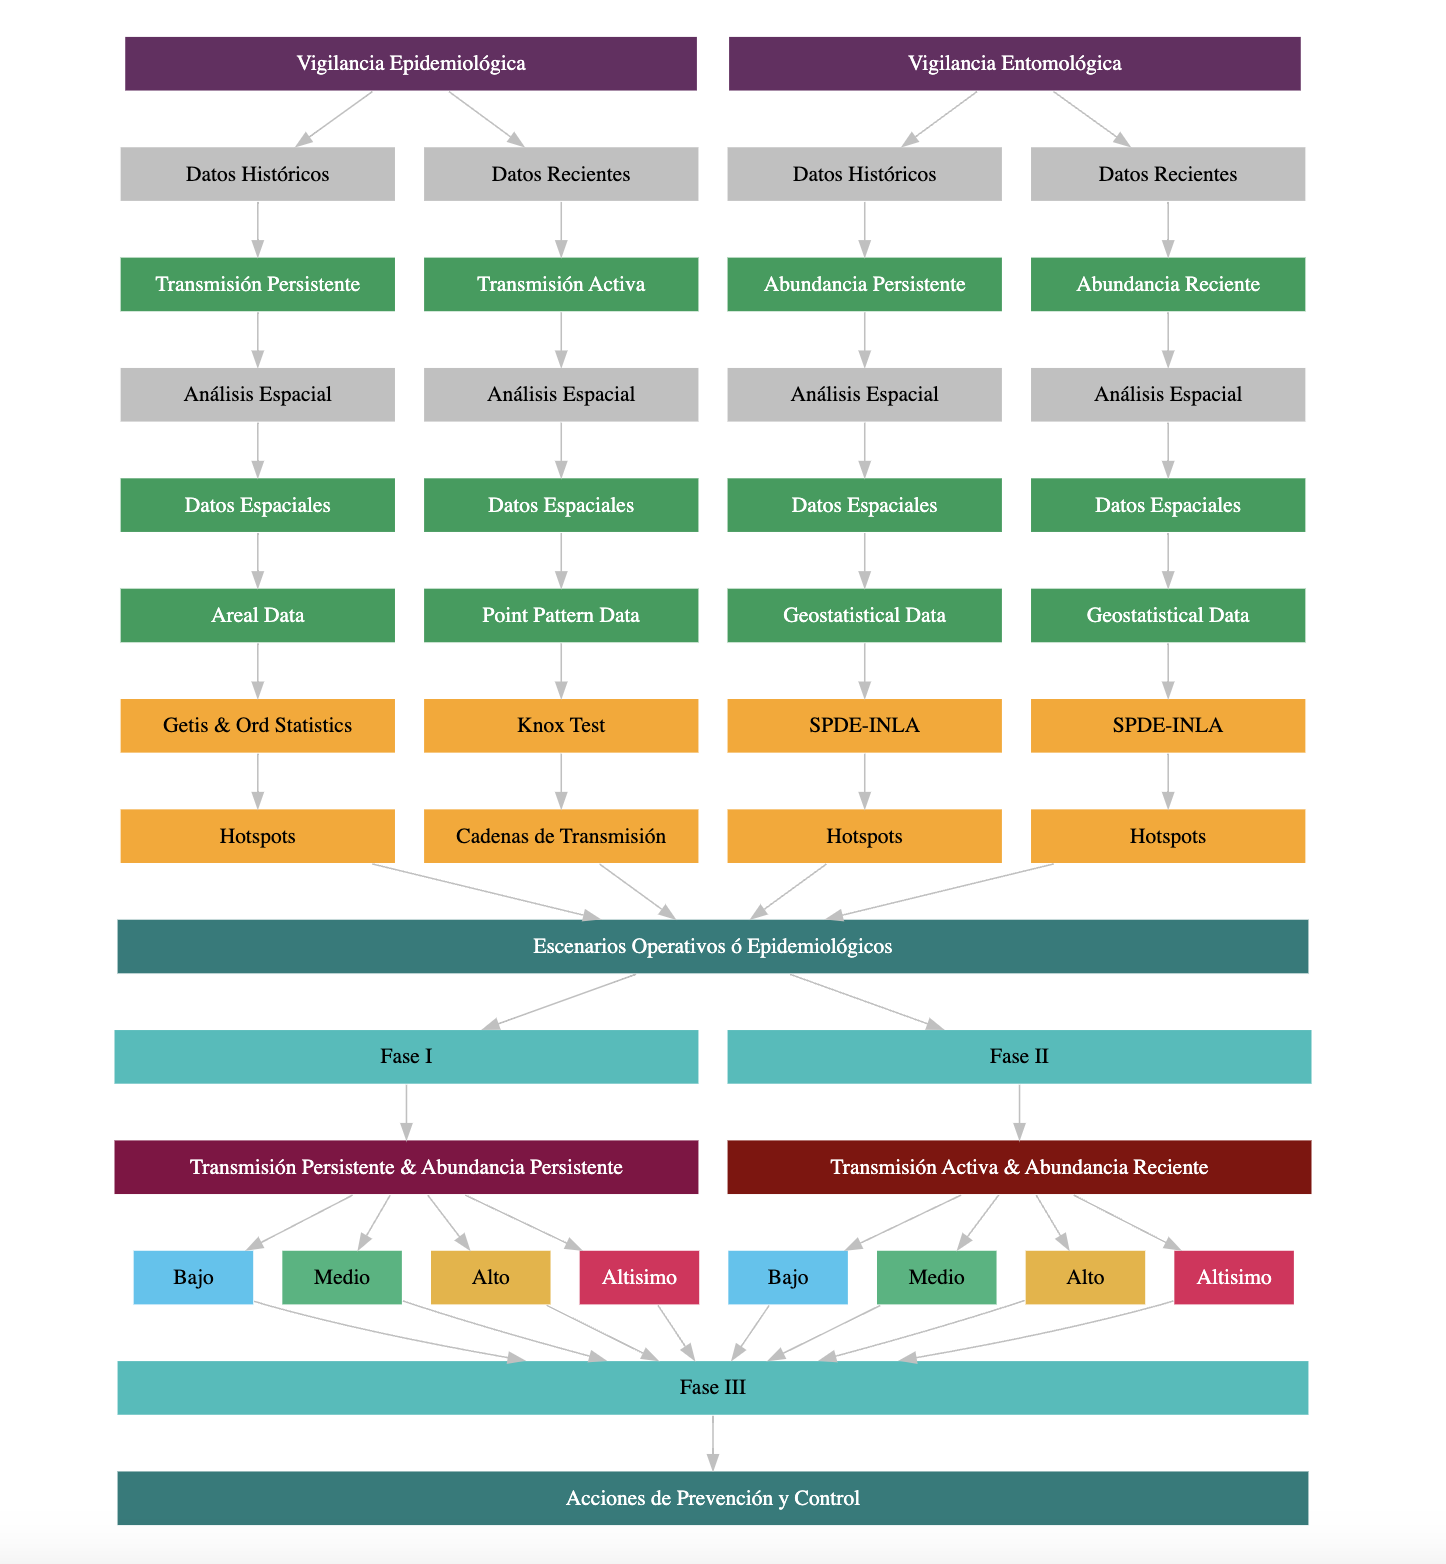 Vigilancia Epidemiológica
Vigilancia Entomológica
Datos Históricos
Datos Recientes
Datos Históricos
Datos Recientes
Transmisión Persistente
Transmisión Activa
Abundancia Persistente
Abundancia Reciente
Análisis Espacial
Análisis Espacial
Análisis Espacial
Análisis Espacial
Datos Espaciales
Datos Espaciales
Datos Espaciales
Datos Espaciales
Areal Data
Point Pattern Data
Geostatistical Data
Geostatistical Data
Getis & Ord Statistics
Knox Test
SPDE-INLA
SPDE-INLA
Hotspots
Cadenas de Transmisión
Hotspots
Hotspots
Escenarios Operativos ó Epidemiológicos
Fase I
Fase II
Transmisión Persistente & Abundancia Persistente
Transmisión Activa & Abundancia Reciente
Bajo
Medio
Alto
Altisimo
Bajo
Medio
Alto
Altisimo
Fase III
Acciones de Prevención y Control